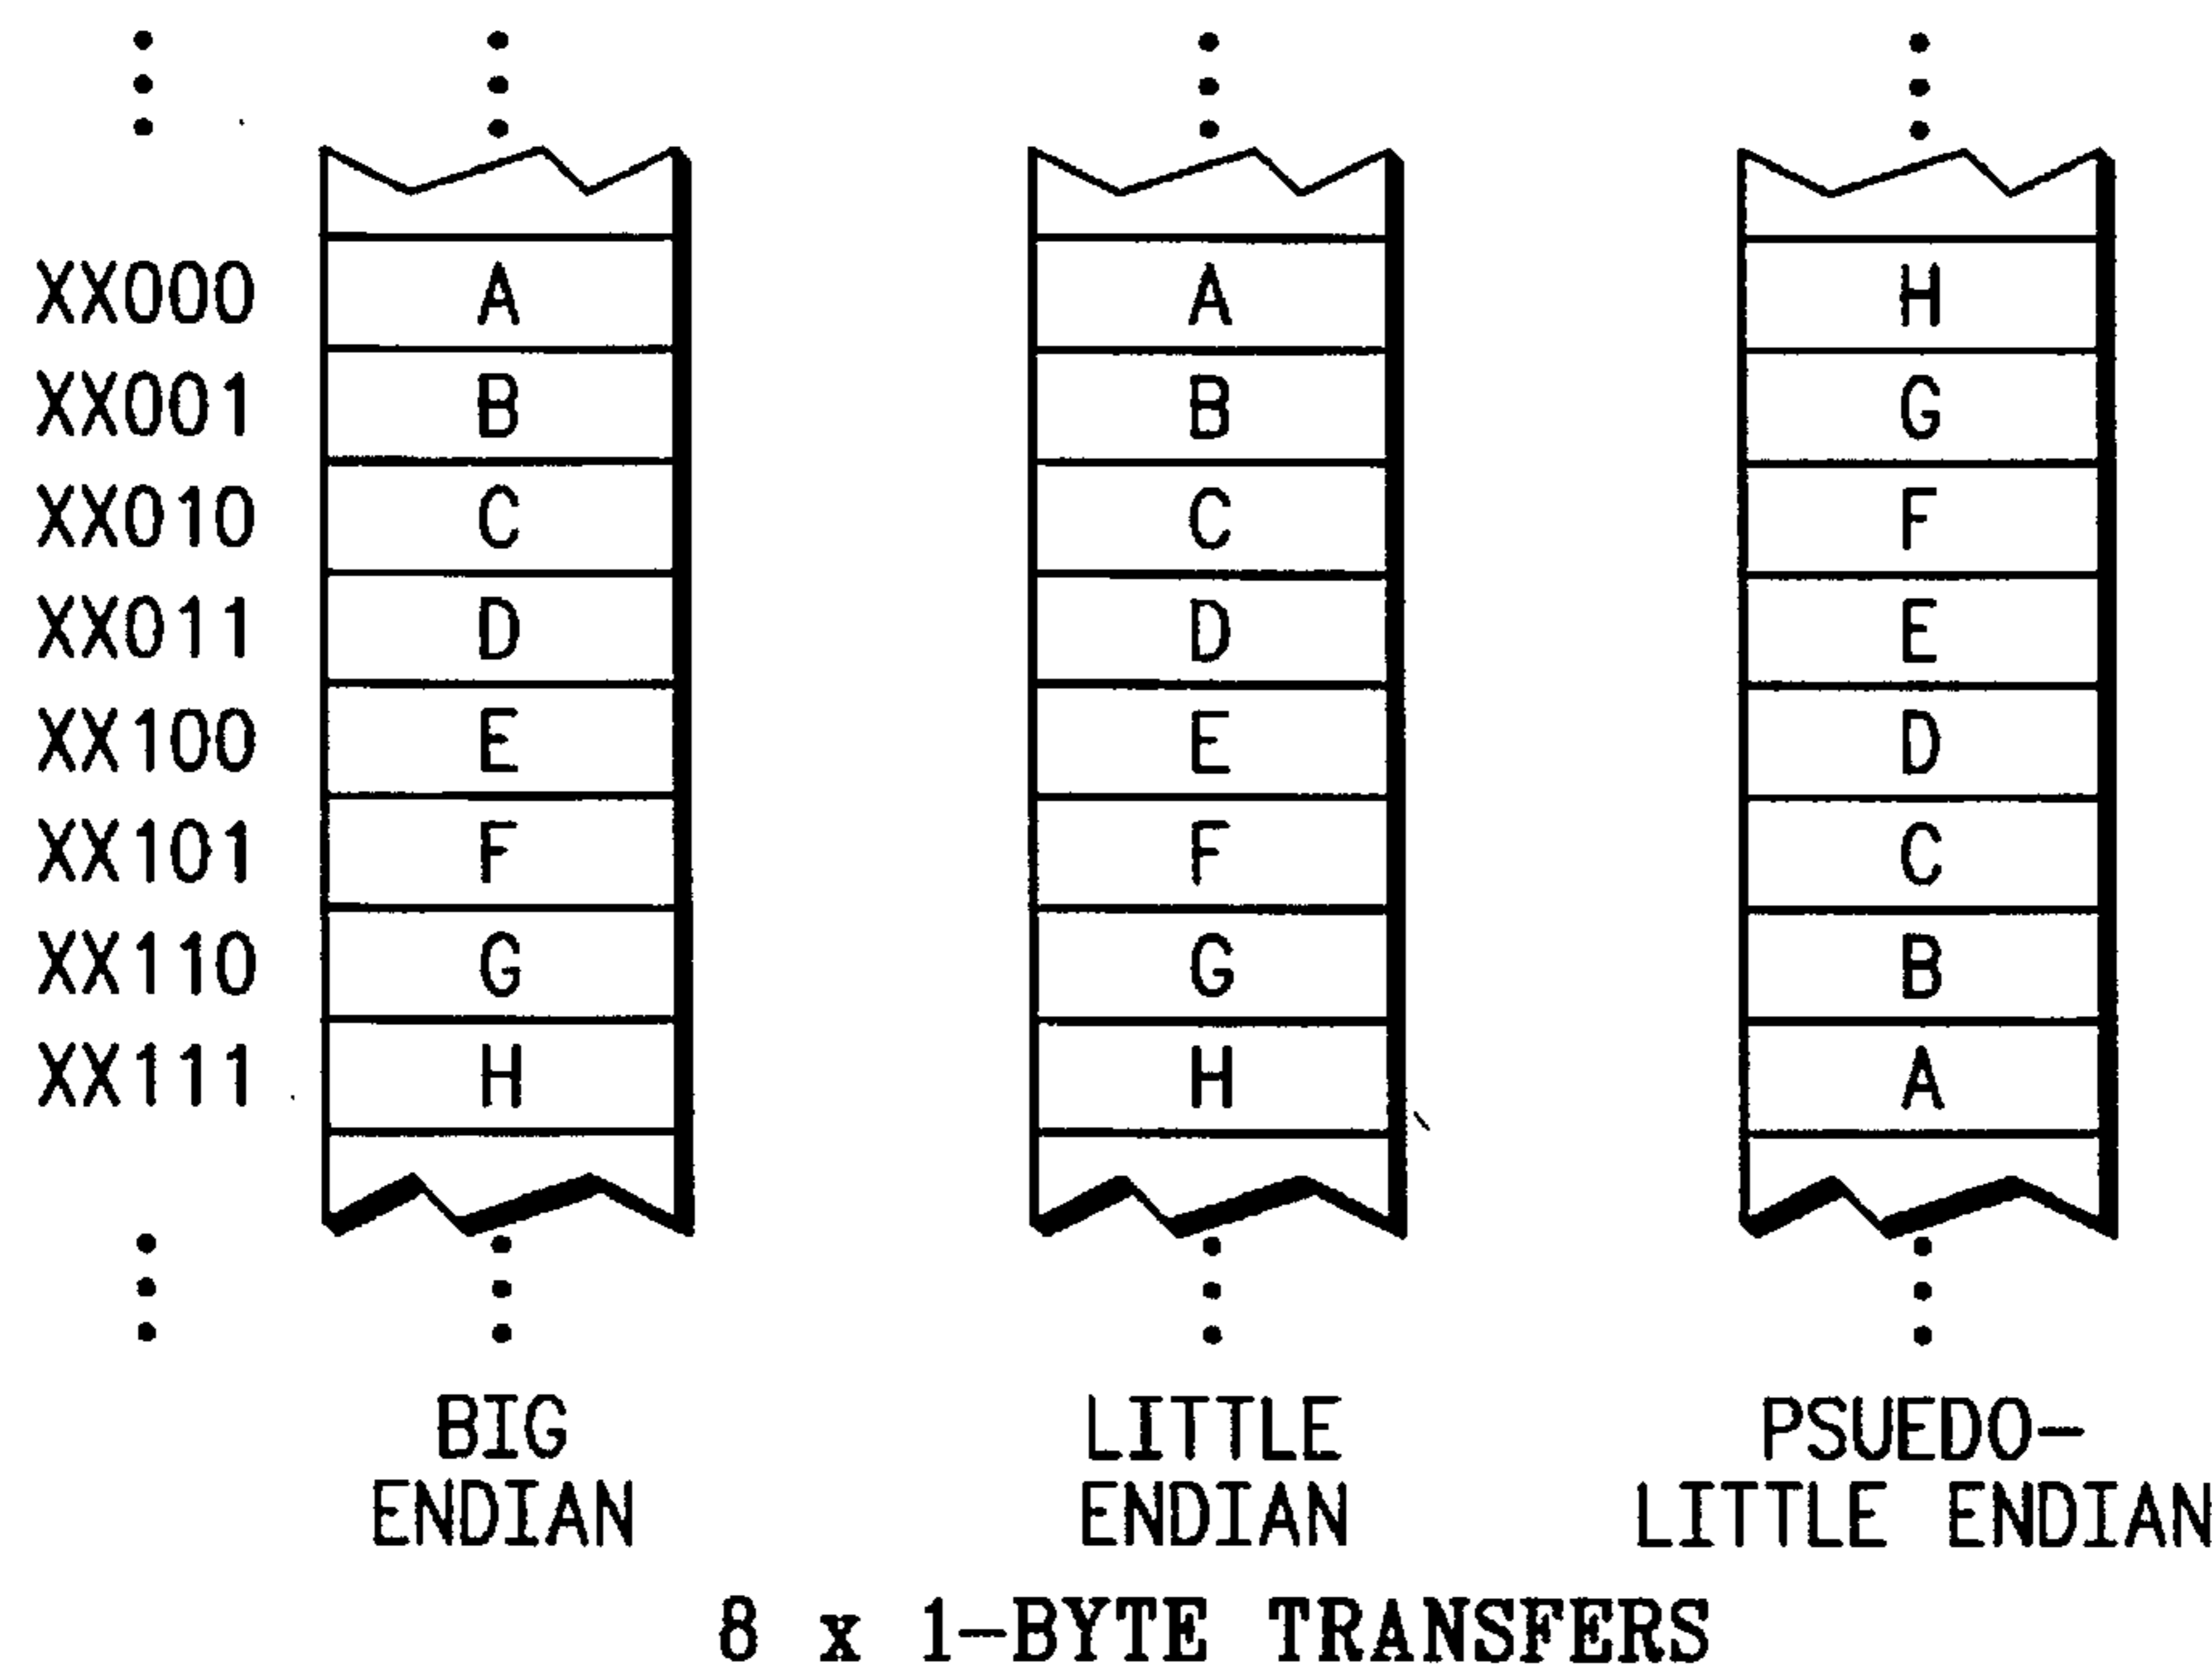 XX000 A A H
XX001 B B G
XX010 C C F
XX011 D D E
XX100 E E D
XX101 F F C
XX110 G G B
XX111 H H A
BIG LITTLE PSUEDO-
ENDIAN ENDIAN LITTLE ENDIAN
8 x 1-BYTE TRANSFERS